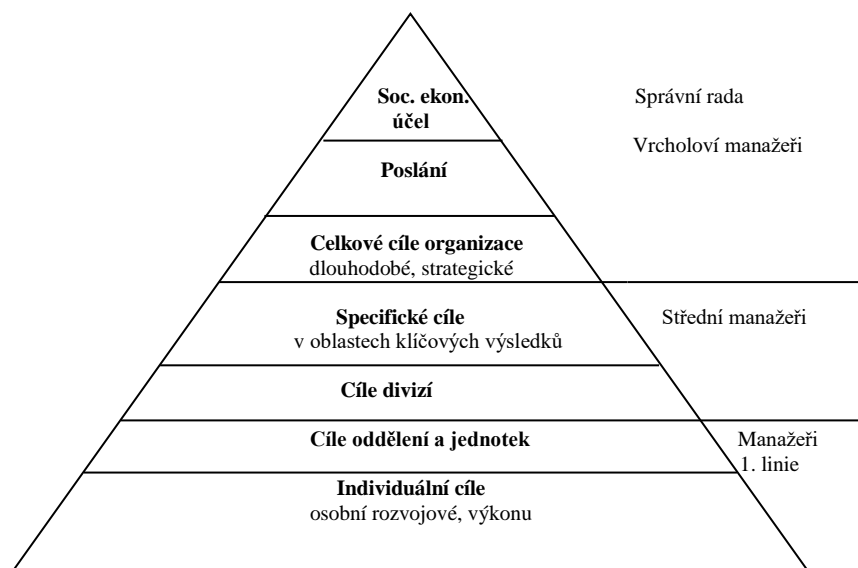 Soc. ekon.
účel
Správní rada
Vrcholoví manažeři
Poslání
Celkové cíle organizace
dlouhodobé, strategické
Specifické cíle
v oblastech klíčových výsledků
Střední manažeři
Cíle divizí
Cíle oddělení a jednotek
Manažeři
1. linie
Individuální cíle
osobní rozvojové, výkonu